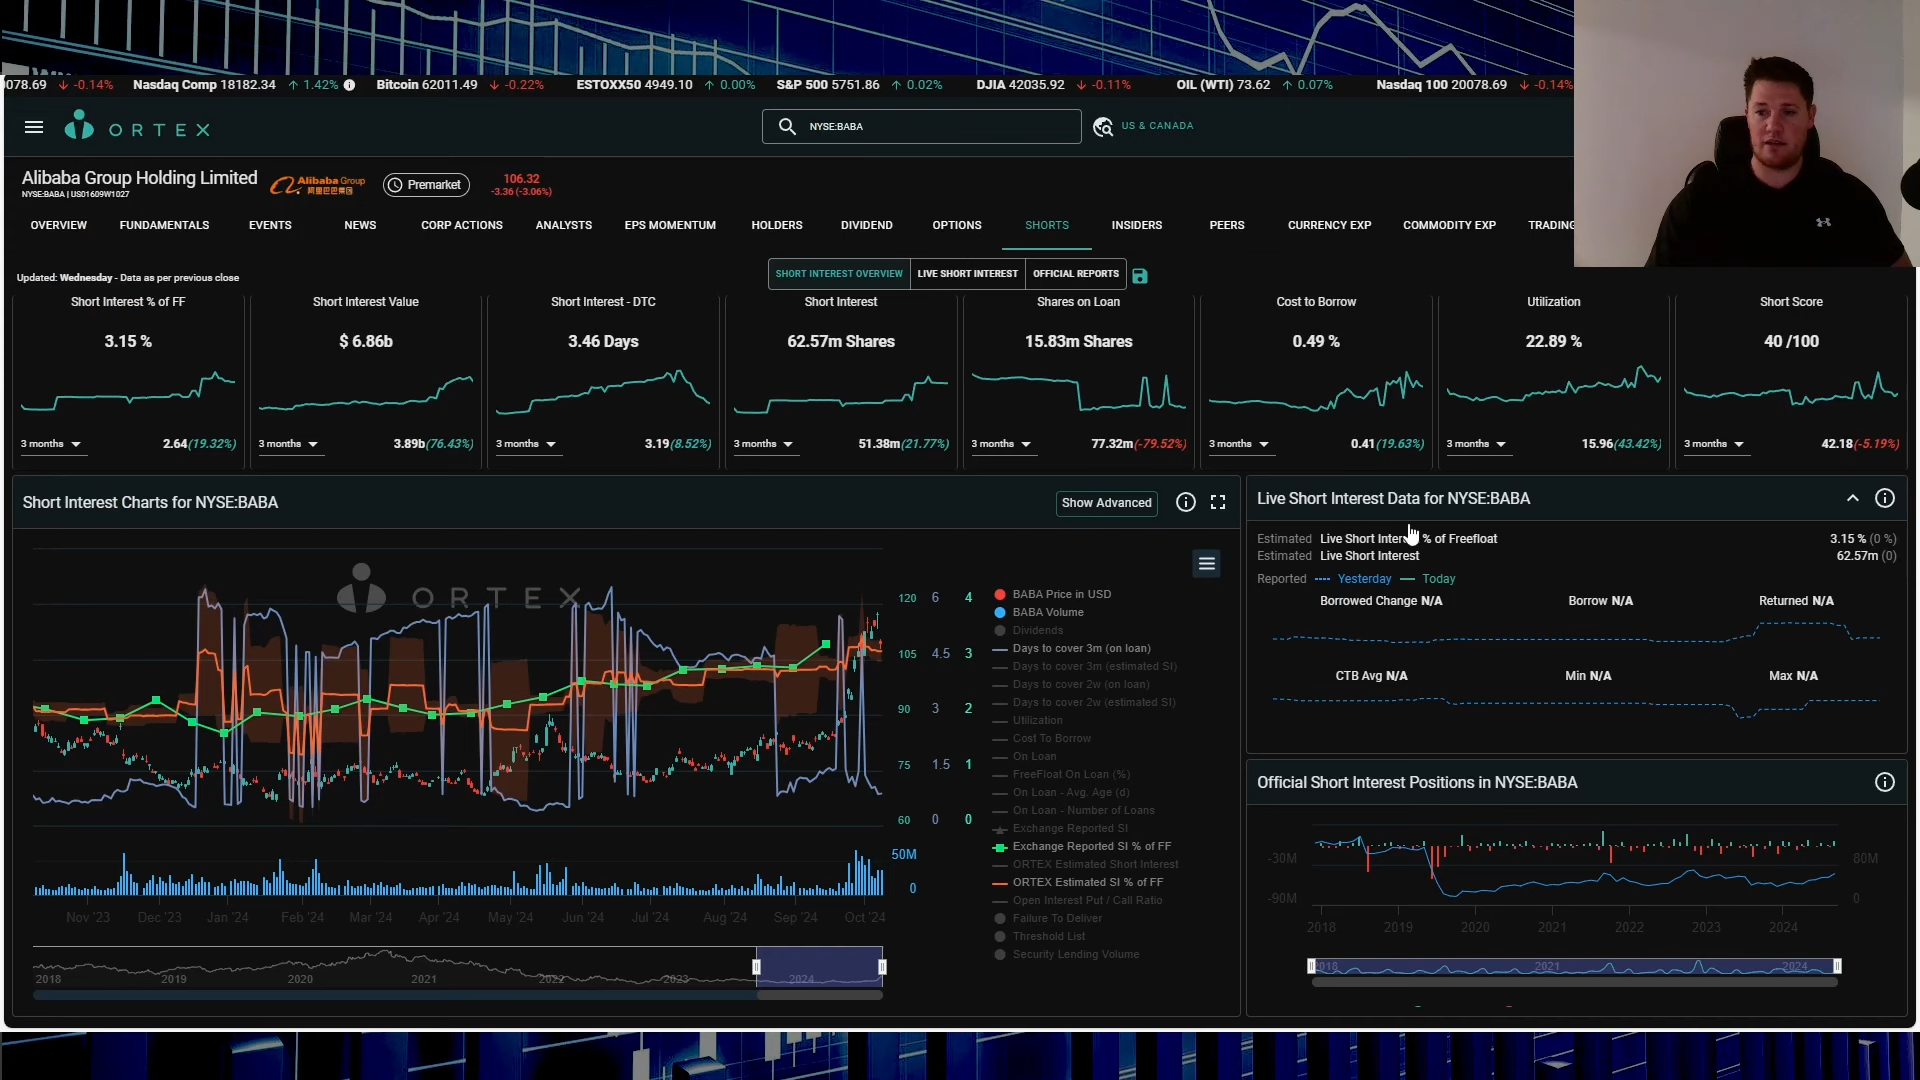 0078.69 -0.14% Nasdaq Comp 18182.34 1.42% Bitcoin 62011.49 -0.22% ESTOXX50 4949.10 0.00% S&P 500 5751.86 0.02% DJIA 42035.92 -0.11% OIL (WTI) 73.62 0.07% Nasdaq 100 20078.69 -0.14%
ORTEX
NYSE:BABA
US & CANADA
Alibaba Group Holding Limited
NYSE:BABA | US01609W1027
Alibaba Group
阿里巴巴集团
Premarket
106.32
-3.36 (-3.06%)
OVERVIEW FUNDAMENTALS EVENTS NEWS CORP ACTIONS ANALYSTS EPS MOMENTUM HOLDERS DIVIDEND OPTIONS SHORTS INSIDERS PEERS CURRENCY EXP COMMODITY EXP TRADING
Updated: Wednesday - Data as per previous close
SHORT INTEREST OVERVIEW LIVE SHORT INTEREST OFFICIAL REPORTS
Short Interest % of FF Short Interest Value Short Interest - DTC Short Interest Shares on Loan Cost to Borrow Utilization Short Score
3.15 % $ 6.86b 3.46 Days 62.57m Shares 15.83m Shares 0.49 % 22.89 % 40 /100
3 months 2.64(19.32%) 3 months 3.89b(76.43%) 3 months 3.19(8.52%) 3 months 51.38m(21.77%) 3 months 77.32m(-79.52%) 3 months 0.41(19.63%) 3 months 15.96(43.42%) 3 months 42.18(-5.19%)
Short Interest Charts for NYSE:BABA
Show Advanced
ORTEX
120 6 4
105 4.5 3
90 3 2
75 1.5 1
60 0 0
50M
0
Nov '23 Dec '23 Jan '24 Feb '24 Mar '24 Apr '24 May '24 Jun '24 Jul '24 Aug '24 Sep '24 Oct '24
2018 2019 2020 2021 2022 2023 2024
BABA Price in USD
BABA Volume
Dividends
Days to cover 3m (on loan)
Days to cover 3m (estimated SI)
Days to cover 2w (on loan)
Days to cover 2w (estimated SI)
Utilization
Cost To Borrow
On Loan
FreeFloat On Loan (%)
On Loan - Avg. Age (d)
On Loan - Number of Loans
Exchange Reported SI
Exchange Reported SI % of FF
ORTEX Estimated Short Interest
ORTEX Estimated SI % of FF
Open Interest Put / Call Ratio
Failure To Deliver
Threshold List
Security Lending Volume
Live Short Interest Data for NYSE:BABA
Estimated Live Short Interest % of Freefloat 3.15 % (0 %)
Estimated Live Short Interest 62.57m (0)
Reported Yesterday Today
Borrowed Change N/A Borrow N/A Returned N/A
CTB Avg N/A Min N/A Max N/A
Official Short Interest Positions in NYSE:BABA
-30M 80M
-90M 0
2018 2019 2020 2021 2022 2023 2024
2018 2021 2024